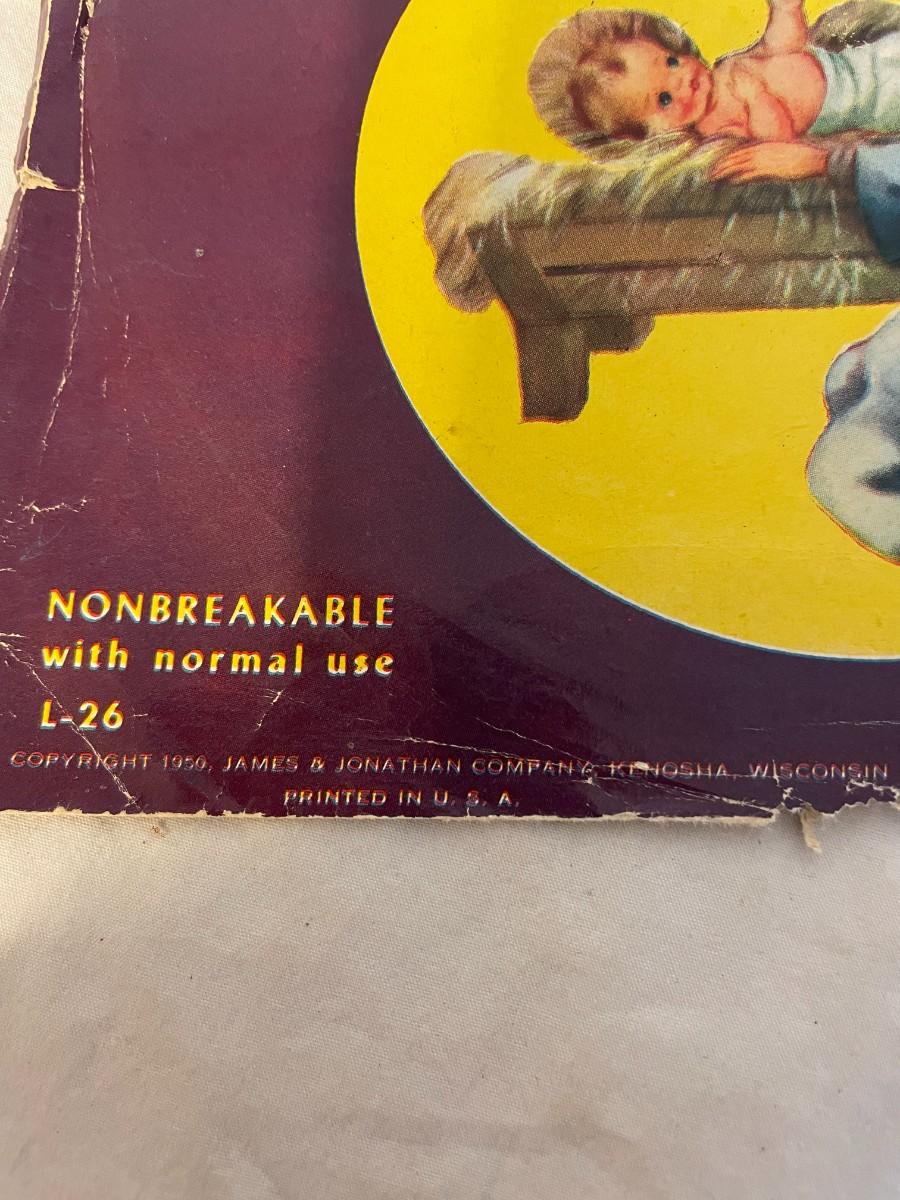 NONBREAKABLE
with normal use
L-26
COPYRIGHT 1950, JAMES & JONATHAN COMPANY, KENOSHA, WISCONSIN
PRINTED IN U. S. A.